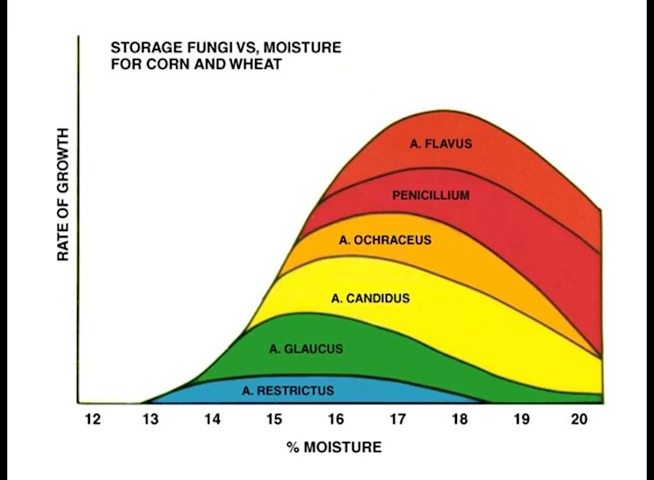 STORAGE FUNGI VS, MOISTURE
FOR CORN AND WHEAT
RATE OF GROWTH
A. FLAVUS
PENICILLIUM
A. OCHRACEUS
A. CANDIDUS
A. GLAUCUS
A. RESTRICTUS
12 13 14 15 16 17 18 19 20
% MOISTURE